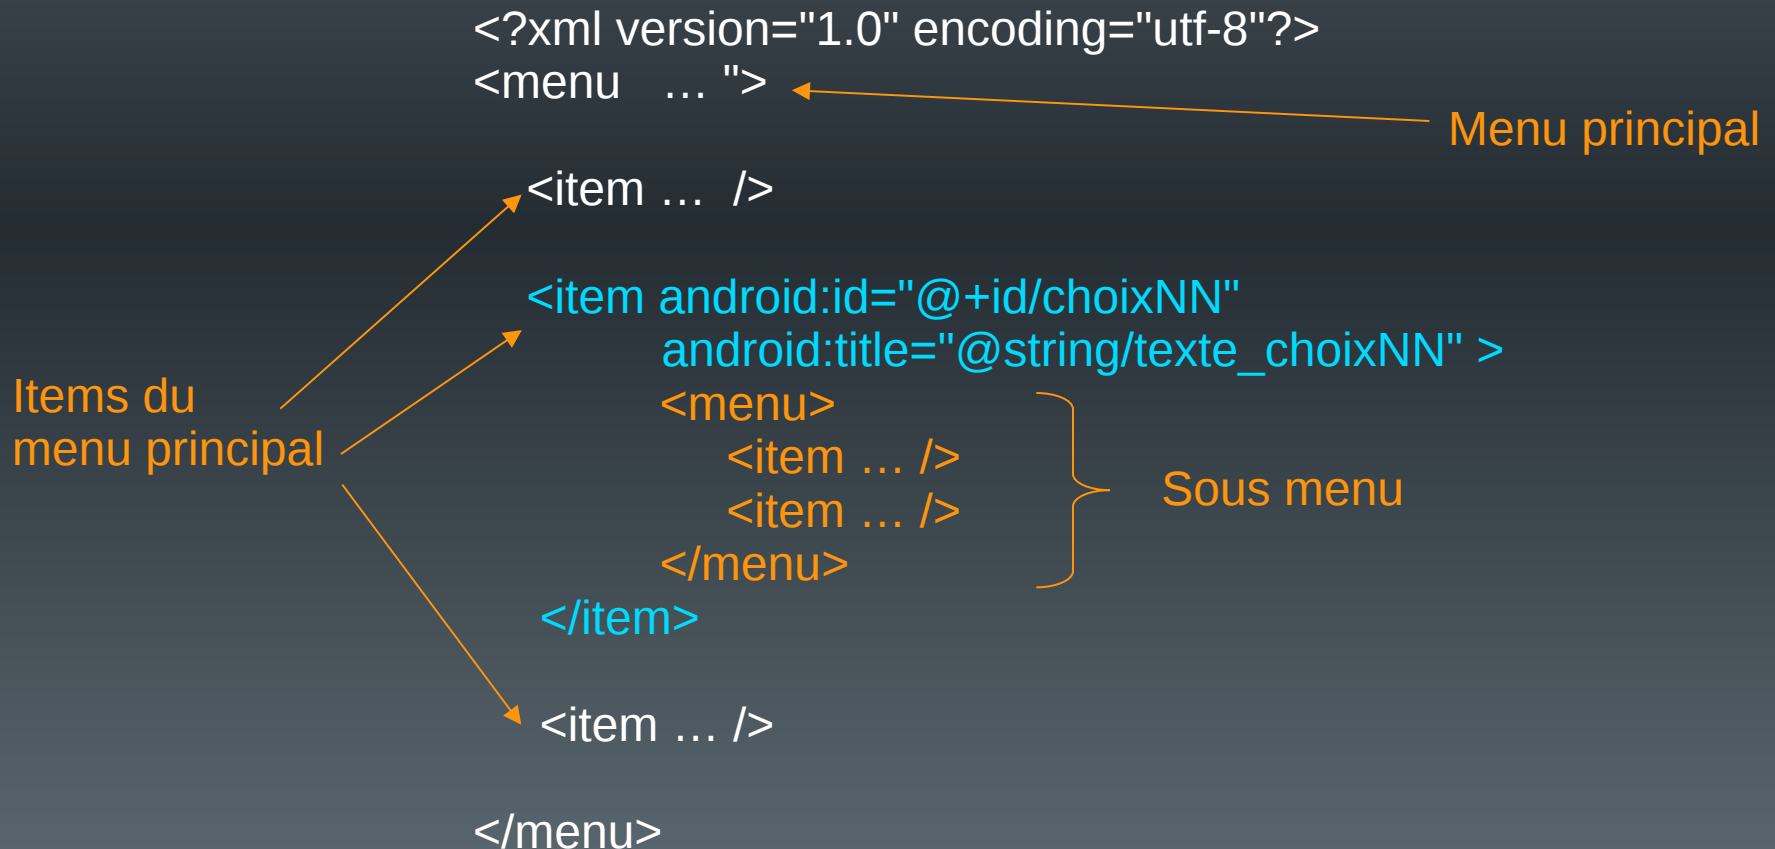 <?xml version="1.0" encoding="utf-8"?>
<menu … ">
Menu principal
<item … />
<item android:id="@+id/choixNN"
android:title="@string/texte_choixNN" >
Items du
menu principal
<menu>
<item … />
<item … />
</menu>
Sous menu
</item>
<item … />
</menu>